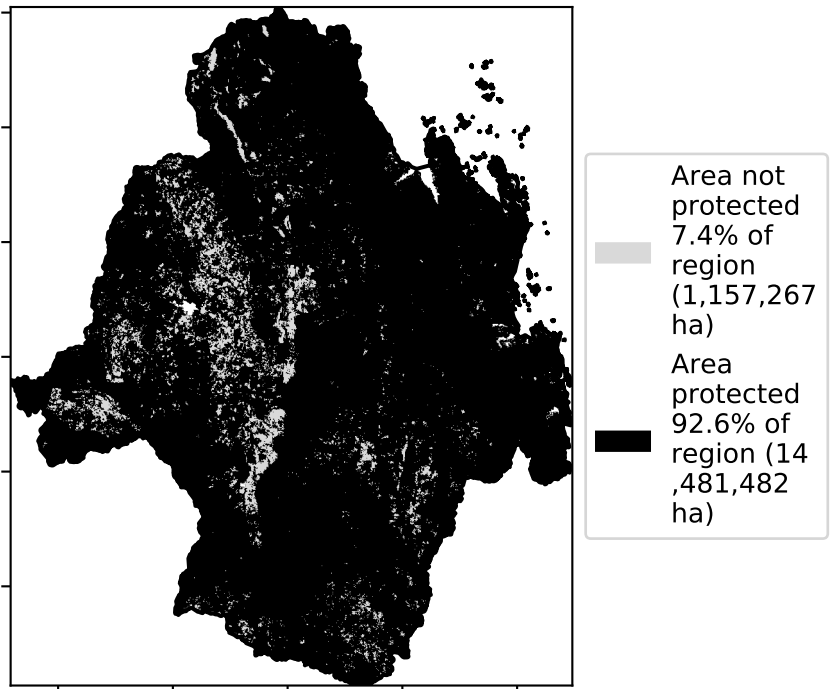 Area not
protected
7.4% of
region
(1,157,267
ha)
Area
protected
92.6% of
region (14
,481,482
ha)